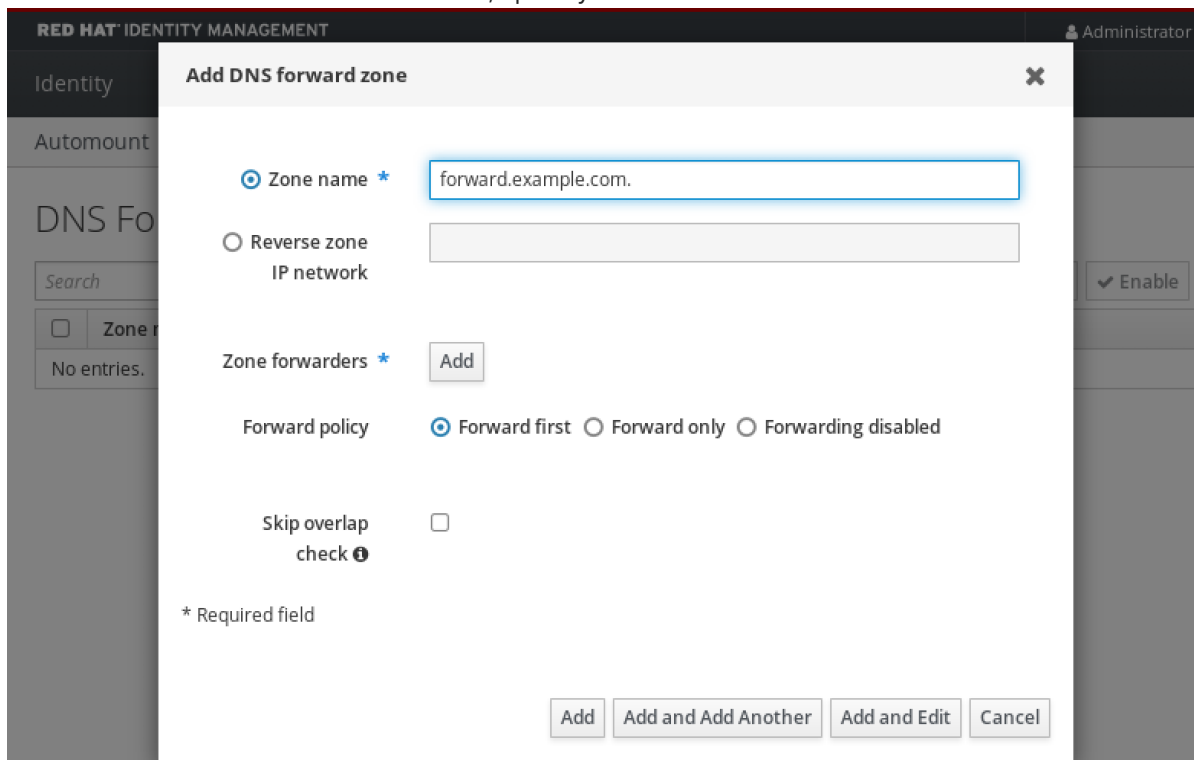 RED HAT IDENTITY MANAGEMENT
Administrator
Identity
Automount
DNS Fo
Search
Enable
Zone
No entries.
Add DNS forward zone
Zone name *
forward.example.com.
Reverse zone
IP network
Zone forwarders *
Add
Forward policy
Forward first
Forward only
Forwarding disabled
Skip overlap
check
* Required field
Add
Add and Add Another
Add and Edit
Cancel